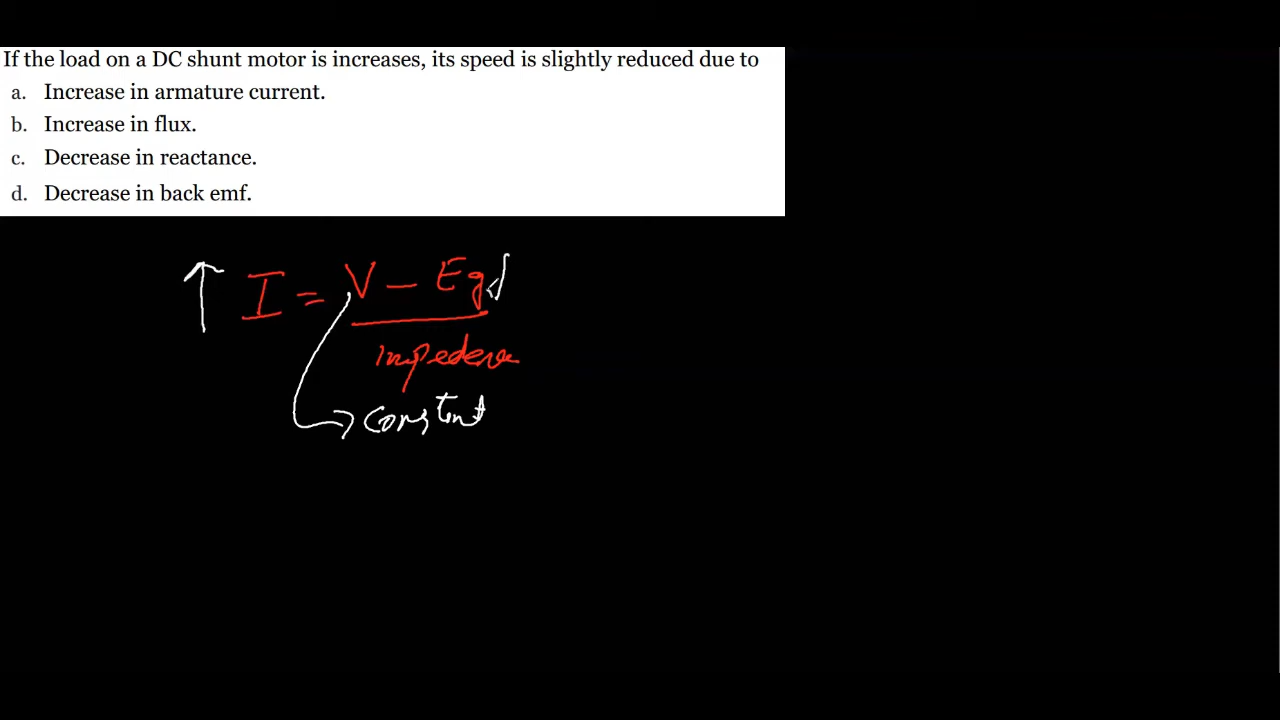 If the load on a DC shunt motor is increases, its speed is slightly reduced due to
a. Increase in armature current.
b. Increase in flux.
c. Decrease in reactance.
d. Decrease in back emf.
↑ I = V - Eg ↓
impedence
constant